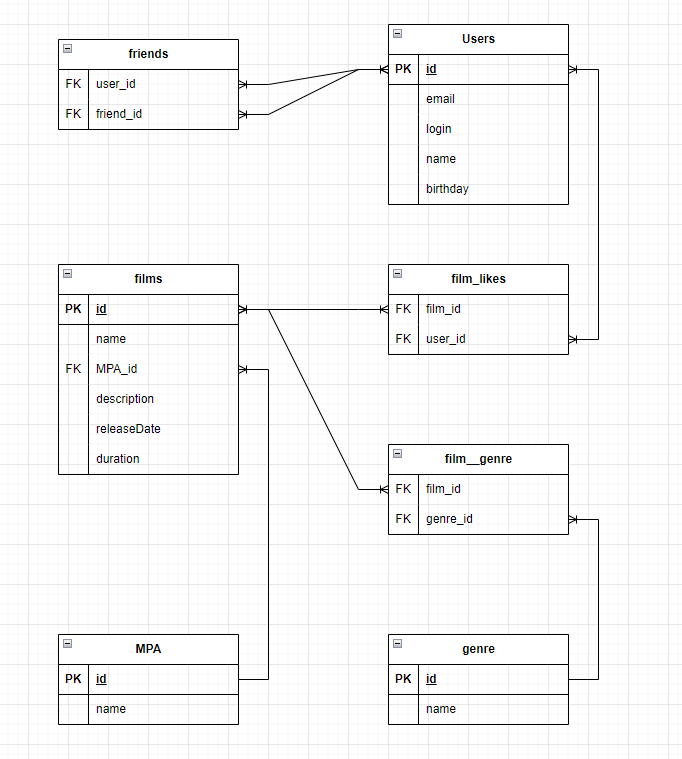 friends
FK user_id
FK friend_id
Users
PK id
email
login
name
birthday
films
PK id
name
FK MPA_id
description
releaseDate
duration
film_likes
FK film_id
FK user_id
film__genre
FK film_id
FK genre_id
MPA
PK id
name
genre
PK id
name